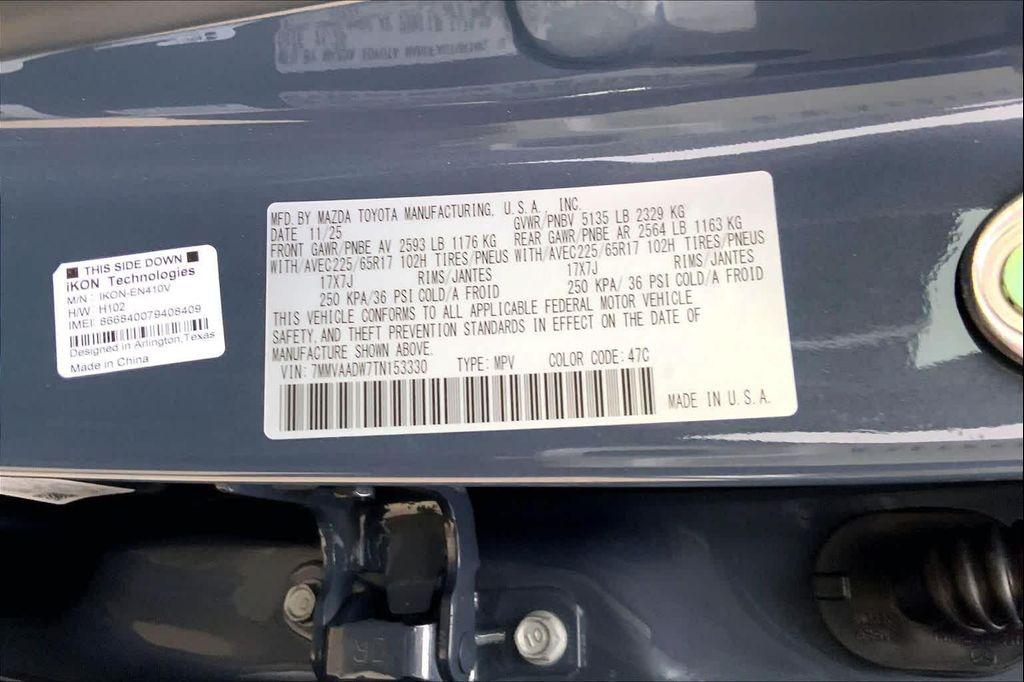 THIS SIDE DOWN
iKON Technologies
M/N : IKON-EN410V
H/W : H102
IMEI: 866840079408409
Designed in Arlington, Texas
Made in China
MFD. BY MAZDA TOYOTA MANUFACTURING, U.S.A., INC.
DATE 11/25 GVWR/PNBV 5135 LB 2329 KG
FRONT GAWR/PNBE AV 2593 LB 1176 KG REAR GAWR/PNBE AR 2564 LB 1163 KG
WITH/AVEC225/65R17 102H TIRES/PNEUS WITH/AVEC225/65R17 102H TIRES/PNEUS
17X7J RIMS/JANTES 17X7J RIMS/JANTES
250 KPA/ 36 PSI COLD/A FROID 250 KPA/ 36 PSI COLD/A FROID
THIS VEHICLE CONFORMS TO ALL APPLICABLE FEDERAL MOTOR VEHICLE
SAFETY, AND THEFT PREVENTION STANDARDS IN EFFECT ON THE DATE OF
MANUFACTURE SHOWN ABOVE.
VIN: 7MMVAADW7TN153330 TYPE: MPV COLOR CODE: 47C
MADE IN U.S.A.
10